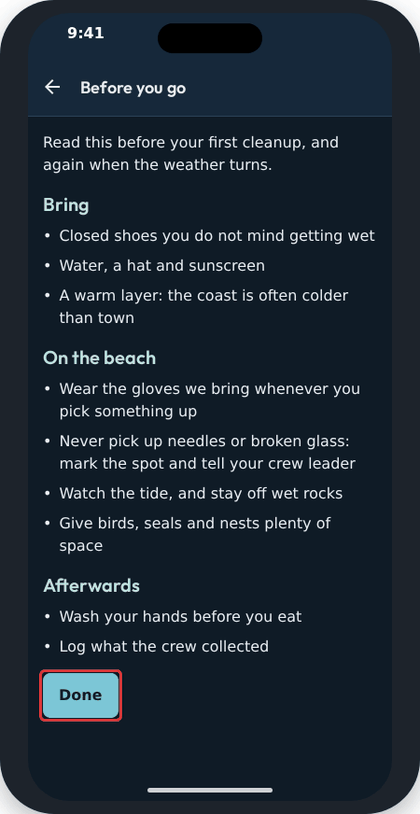 9:41
Before you go
Read this before your first cleanup, and
again when the weather turns.
Bring
• Closed shoes you do not mind getting wet
• Water, a hat and sunscreen
• A warm layer: the coast is often colder
than town
On the beach
• Wear the gloves we bring whenever you
pick something up
• Never pick up needles or broken glass:
mark the spot and tell your crew leader
• Watch the tide, and stay off wet rocks
• Give birds, seals and nests plenty of
space
Afterwards
• Wash your hands before you eat
• Log what the crew collected
Done